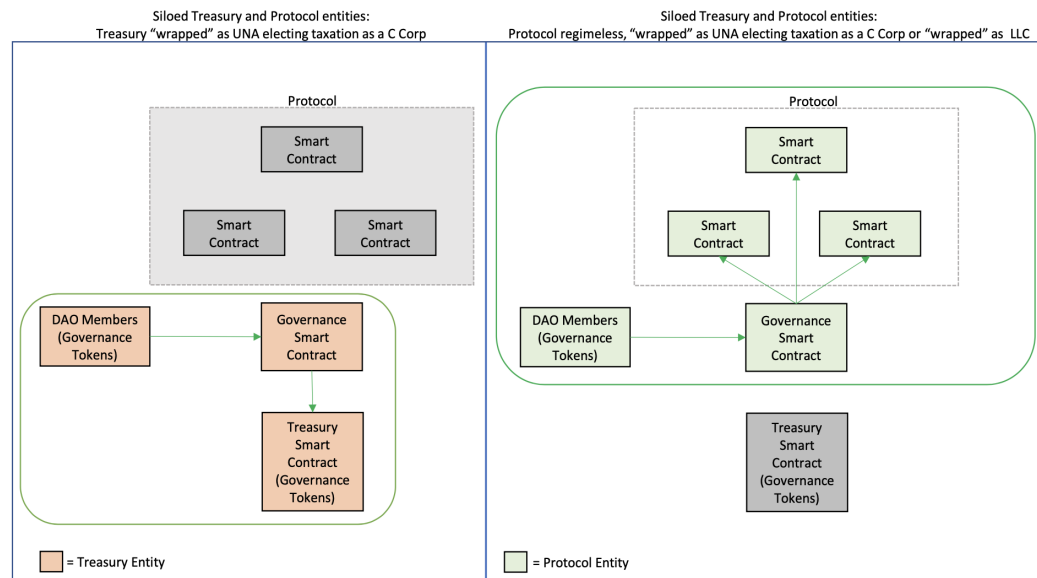 Siloed Treasury and Protocol entities:
Treasury “wrapped” as UNA electing taxation as a C Corp
Protocol
Smart
Contract
Smart
Contract
Smart
Contract
DAO Members
(Governance
Tokens)
Governance
Smart
Contract
Treasury
Smart
Contract
(Governance
Tokens)
= Treasury Entity
Siloed Treasury and Protocol entities:
Protocol regimeless, “wrapped” as UNA electing taxation as a C Corp or “wrapped” as  LLC
Protocol
Smart
Contract
Smart
Contract
Smart
Contract
DAO Members
(Governance
Tokens)
Governance
Smart
Contract
Treasury
Smart
Contract
(Governance
Tokens)
= Protocol Entity